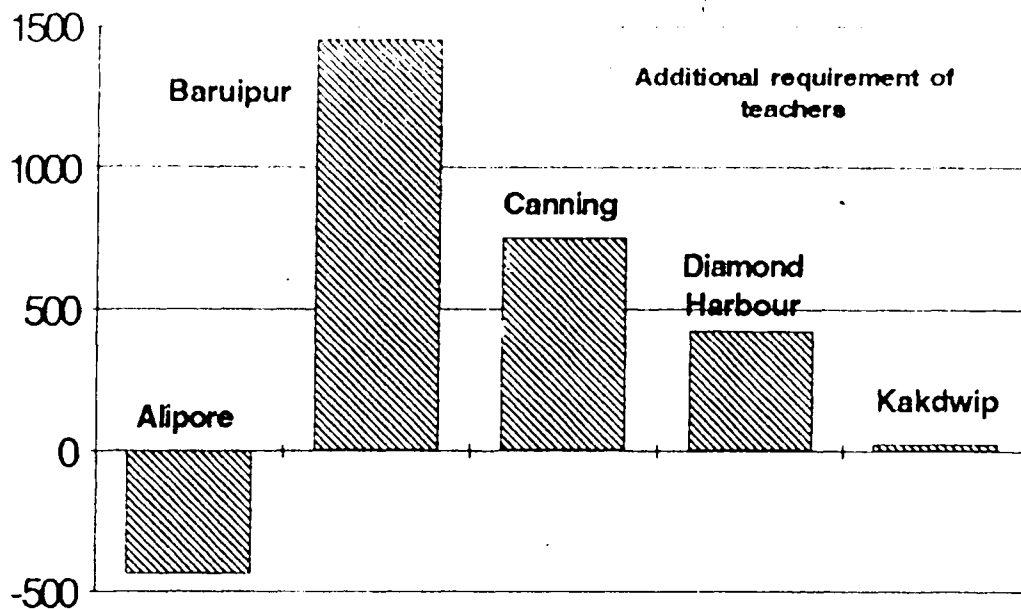 1500
Additional requirement of
teachers
Baruipur
1000
Canning
Diamond
Harbour
500
Kakdwip
Alipore
0
-500